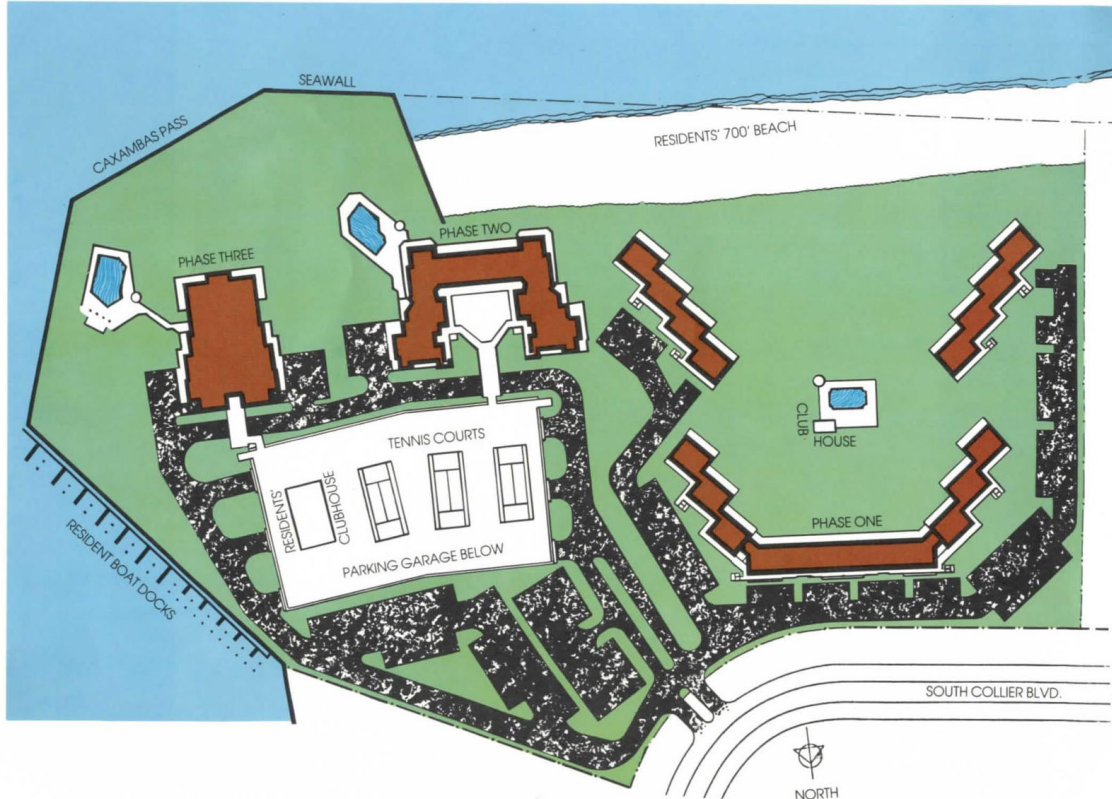 SEAWALL
CAXAMBAS PASS
RESIDENTS' 700' BEACH
PHASE TWO
PHASE THREE
CLUB
HOUSE
TENNIS COURTS
RESIDENTS'
CLUBHOUSE
PHASE ONE
PARKING GARAGE BELOW
RESIDENT BOAT DOCKS
SOUTH COLLIER BLVD.
NORTH